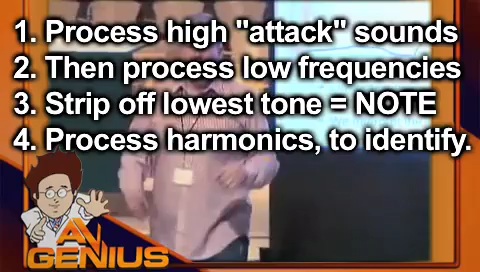 1. Process high "attack" sounds
2. Then process low frequencies
3. Strip off lowest tone = NOTE
4. Process harmonics, to identify.
AV
GENIUS